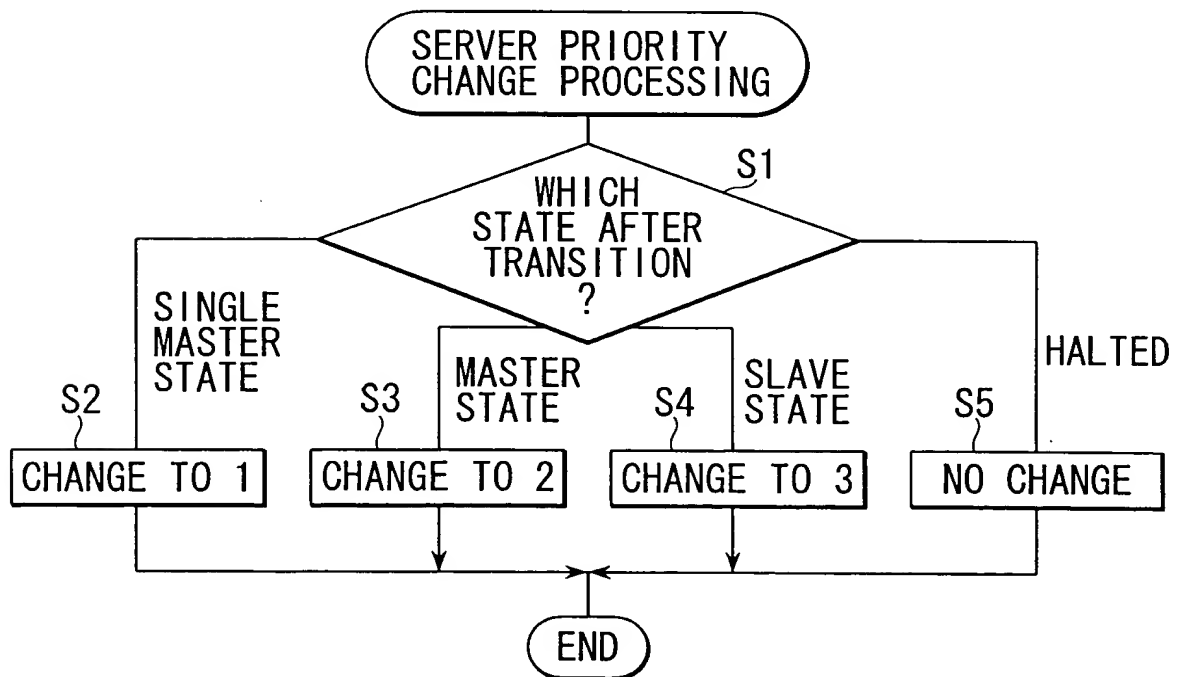 SERVER PRIORITY
CHANGE PROCESSING
S1
WHICH
STATE AFTER
TRANSITION
?
SINGLE
MASTER
STATE
MASTER
STATE
SLAVE
STATE
HALTED
S2
S3
S4
S5
CHANGE TO 1
CHANGE TO 2
CHANGE TO 3
NO CHANGE
END